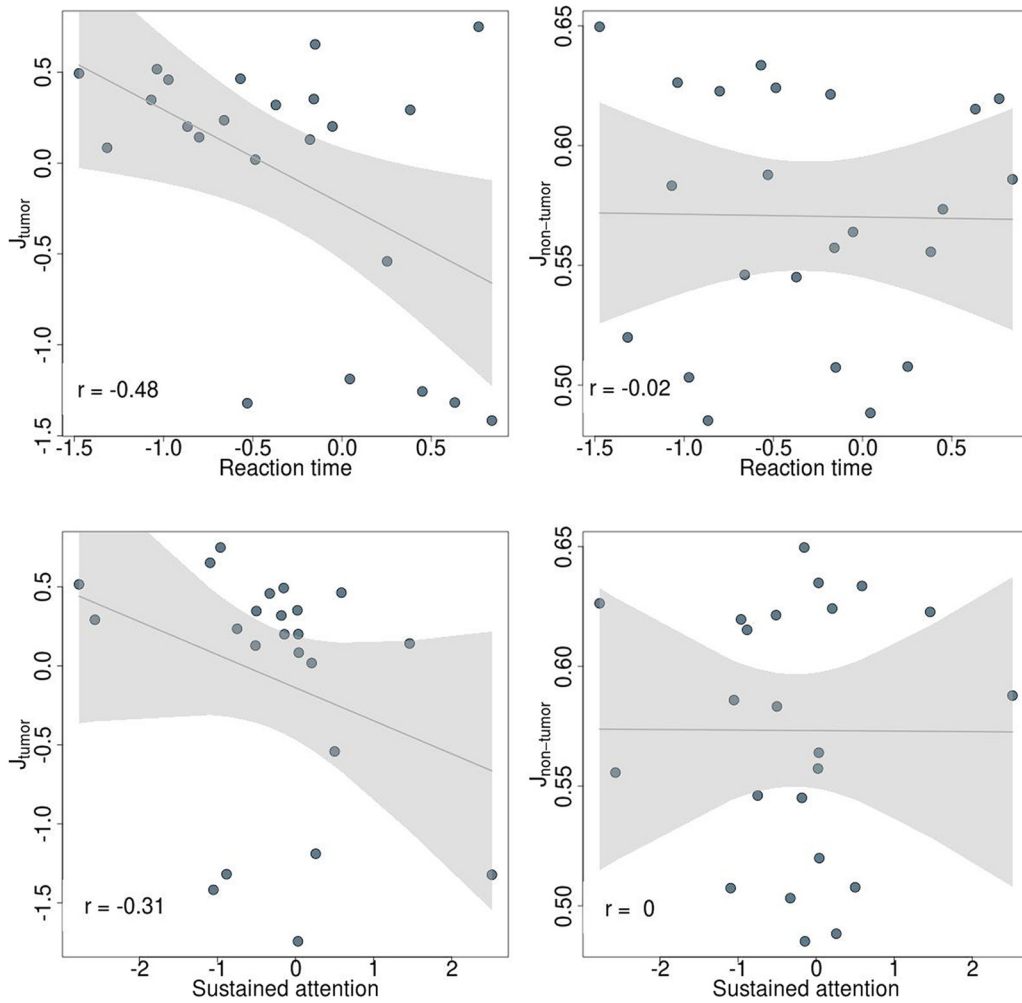 J_tumor
0.5
0.0
-0.5
-1.0
-1.5
r = -0.48
-1.5 -1.0 -0.5 0.0 0.5
Reaction time
J_non−tumor
0.65
0.60
0.55
0.50
r = -0.02
-1.5 -1.0 -0.5 0.0 0.5
Reaction time
J_tumor
0.5
0.0
-0.5
-1.0
-1.5
r = -0.31
-2 -1 0 1 2
Sustained attention
J_non−tumor
0.65
0.60
0.55
0.50
r = 0
-2 -1 0 1 2
Sustained attention